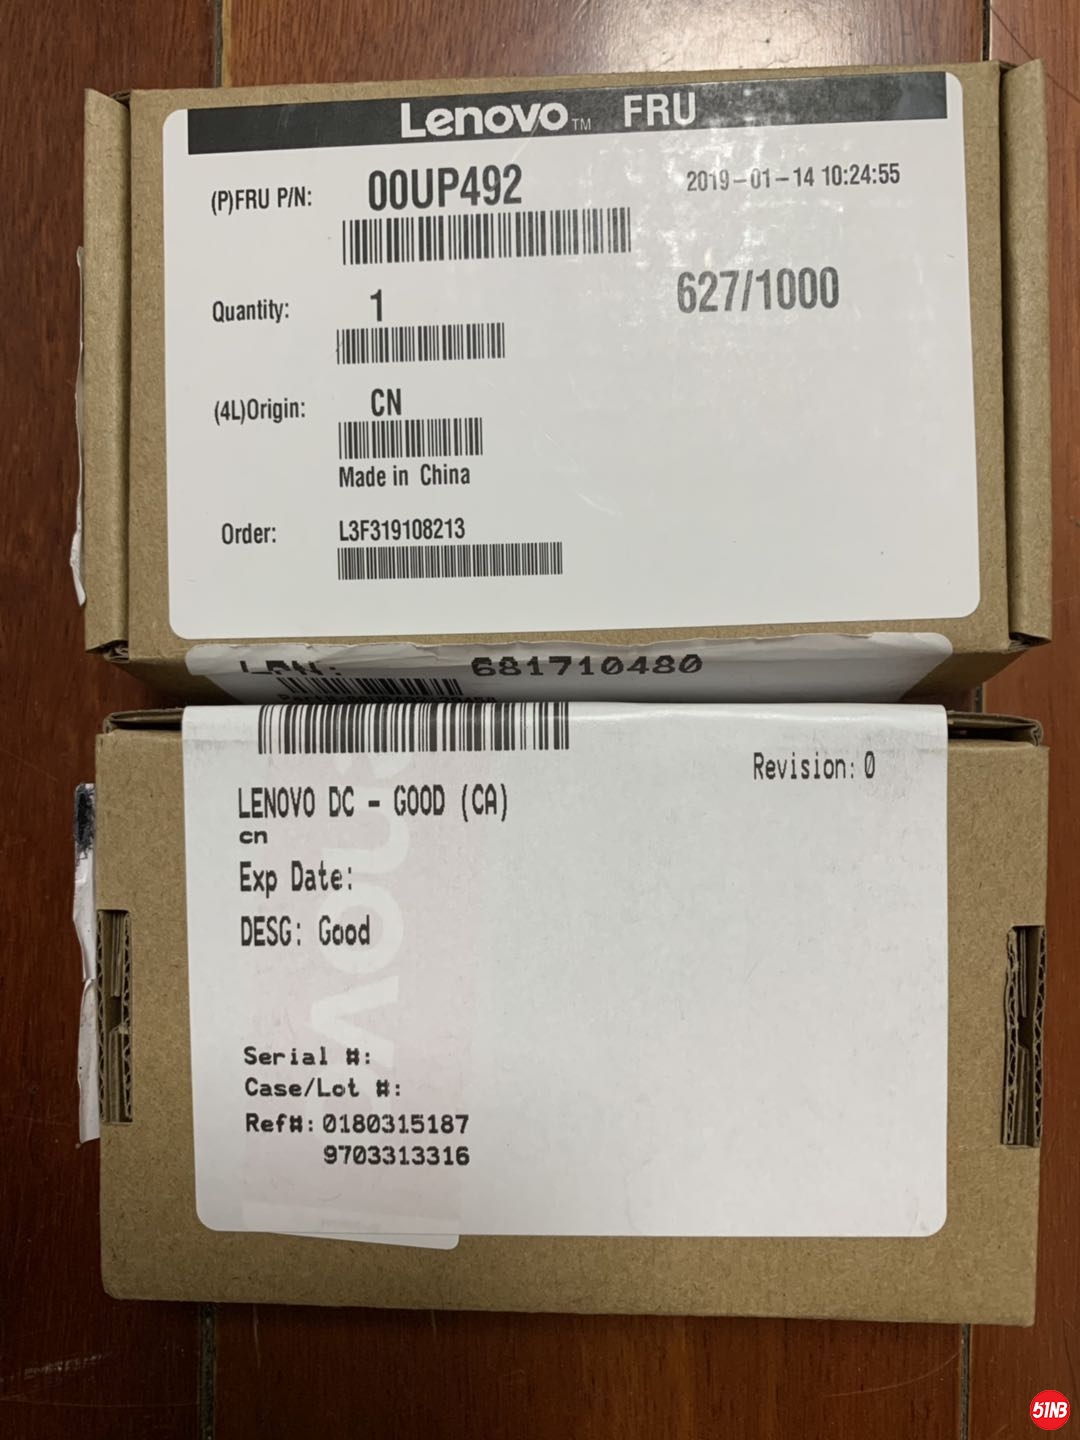 Lenovo™ FRU
(P)FRU P/N: 00UP492
2019-01-14 10:24:55
Quantity: 1
627/1000
(4L)Origin: CN
Made in China
Order: L3F319108213
LPN: 681710480
Revision: 0
LENOVO DC - GOOD (CA)
cn
Exp Date:
DESG: Good
Serial #:
Case/Lot #:
Ref#: 0180315187
9703313316
51NB